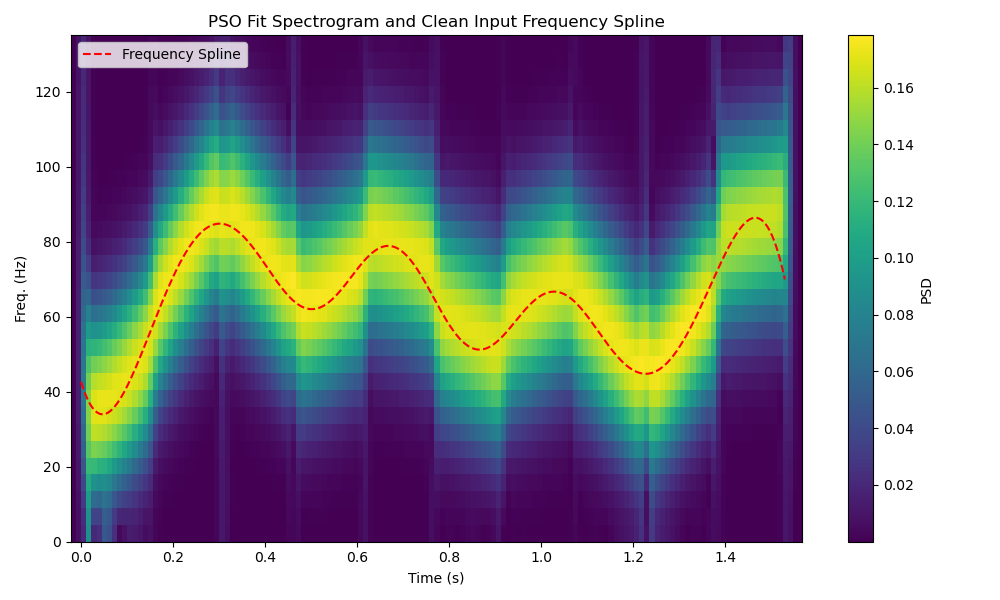 PSO Fit Spectrogram and Clean Input Frequency Spline
Frequency Spline
Freq. (Hz)
120
100
80
60
40
20
0
0.0 0.2 0.4 0.6 0.8 1.0 1.2 1.4
Time (s)
0.16
0.14
0.12
0.10
0.08
0.06
0.04
0.02
PSD